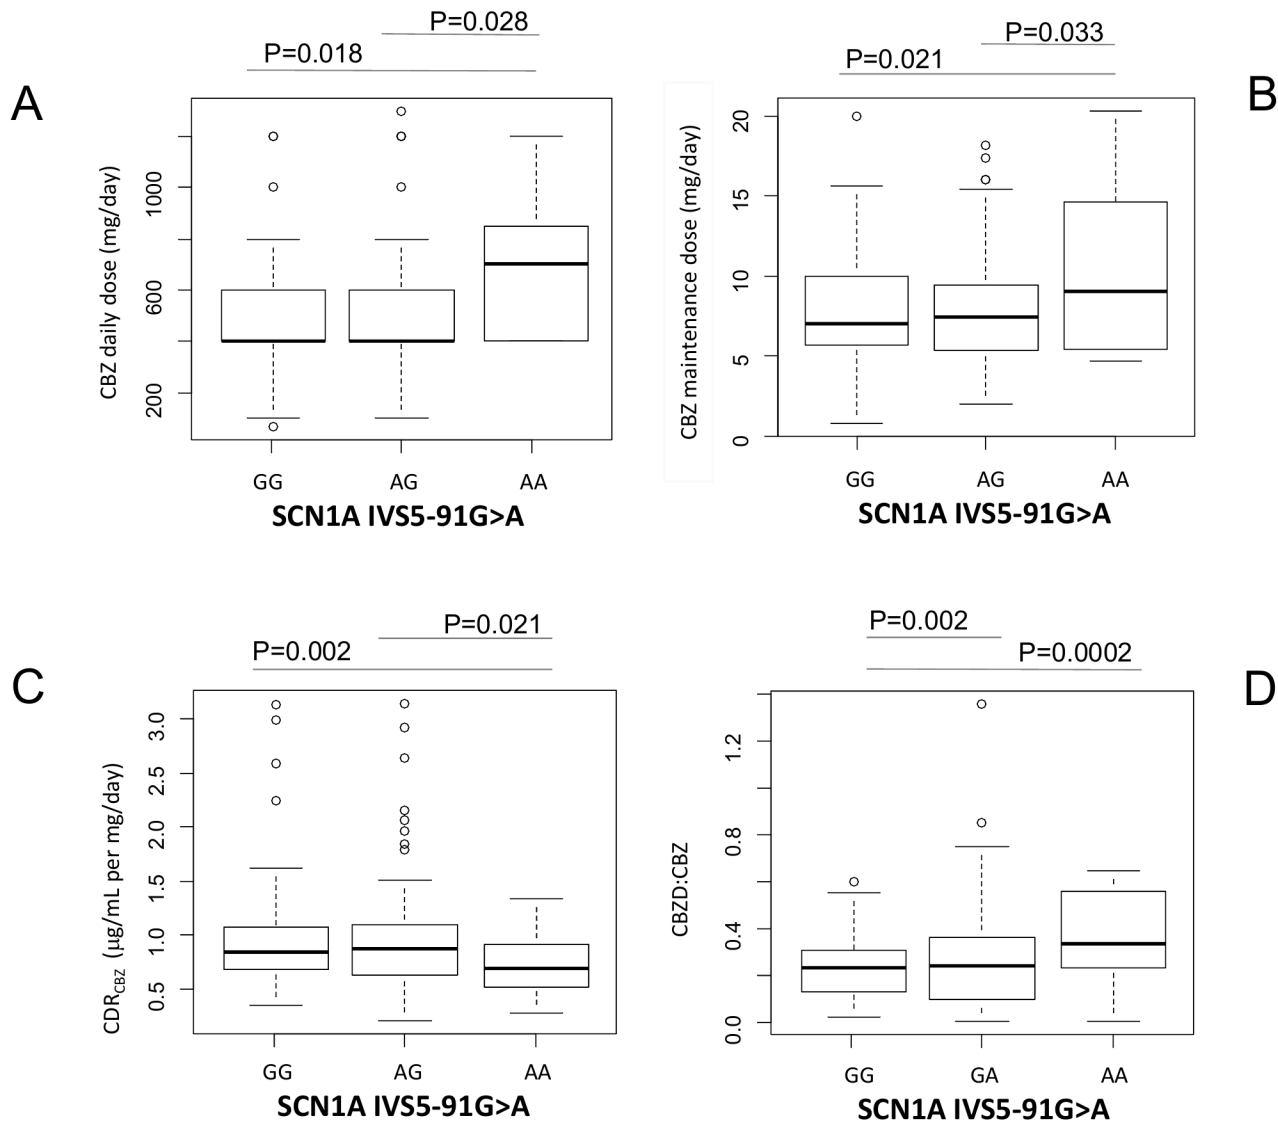 A
P=0.028
P=0.018
CBZ daily dose (mg/day)
1000
600
200
GG AG AA
SCN1A IVS5-91G>A
B
P=0.033
P=0.021
CBZ maintenance dose (mg/day)
20
15
10
5
0
GG AG AA
SCN1A IVS5-91G>A
C
P=0.021
P=0.002
CDRCBZ (µg/mL per mg/day)
3.0
2.5
2.0
1.5
1.0
0.5
GG AG AA
SCN1A IVS5-91G>A
D
P=0.002
P=0.0002
CBZD:CBZ
1.2
0.8
0.4
0.0
GG GA AA
SCN1A IVS5-91G>A